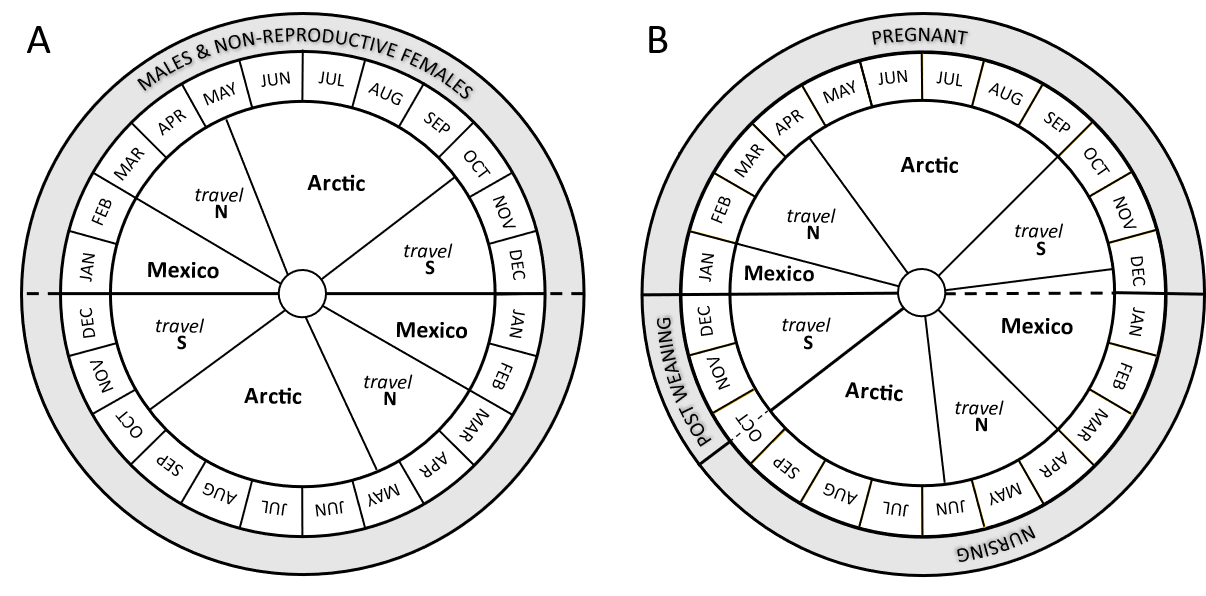 A
MALES & NON-REPRODUCTIVE FEMALES
JAN
FEB
MAR
APR
MAY
JUN
JUL
AUG
SEP
OCT
NOV
DEC
JAN
FEB
MAR
APR
MAY
JUN
JUL
AUG
SEP
OCT
NOV
DEC
Mexico
travel
N
Arctic
travel
S
Mexico
travel
N
Arctic
travel
S
B
PREGNANT
JAN
FEB
MAR
APR
MAY
JUN
JUL
AUG
SEP
OCT
NOV
DEC
JAN
FEB
MAR
APR
MAY
JUN
JUL
AUG
SEP
OCT
NOV
DEC
NURSING
POST WEANING
Mexico
travel
N
Arctic
travel
S
Mexico
travel
N
Arctic
travel
S